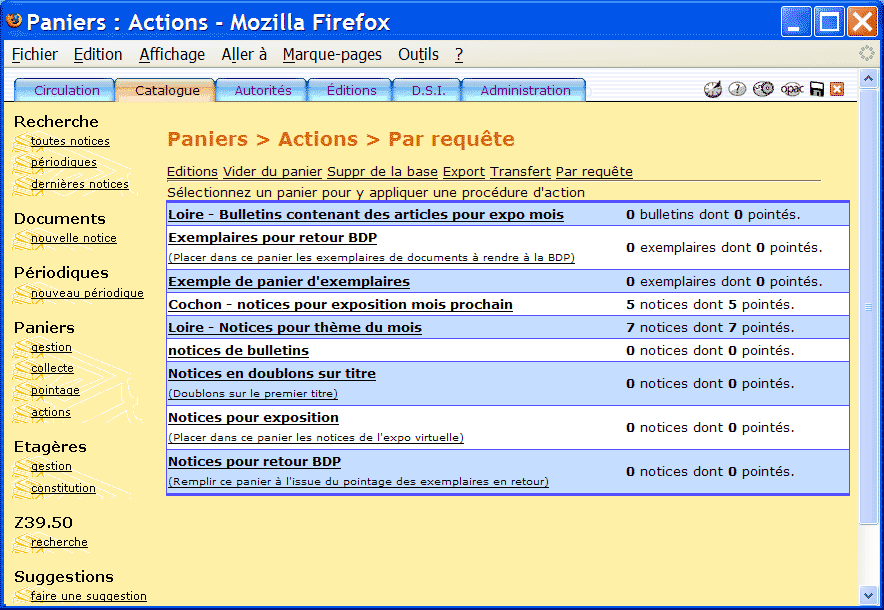 Paniers : Actions - Mozilla Firefox
Fichier Edition Affichage Aller à Marque-pages Outils ?
Circulation Catalogue Autorités Éditions D.S.I. Administration
opac
Recherche
toutes notices
périodiques
dernières notices
Documents
nouvelle notice
Périodiques
nouveau périodique
Paniers
gestion
collecte
pointage
actions
Etagères
gestion
constitution
Z39.50
recherche
Suggestions
faire une suggestion
Paniers > Actions > Par requête
Editions Vider du panier Suppr de la base Export Transfert Par requête
Sélectionnez un panier pour y appliquer une procédure d'action
Loire - Bulletins contenant des articles pour expo mois 0 bulletins dont 0 pointés.
Exemplaires pour retour BDP
(Placer dans ce panier les exemplaires de documents à rendre à la BDP) 0 exemplaires dont 0 pointés.
Exemple de panier d'exemplaires 0 exemplaires dont 0 pointés.
Cochon - notices pour exposition mois prochain 5 notices dont 5 pointés.
Loire - Notices pour thème du mois 7 notices dont 7 pointés.
notices de bulletins 0 notices dont 0 pointés.
Notices en doublons sur titre
(Doublons sur le premier titre) 0 notices dont 0 pointés.
Notices pour exposition
(Placer dans ce panier les notices de l'expo virtuelle) 0 notices dont 0 pointés.
Notices pour retour BDP
(Remplir ce panier à l'issue du pointage des exemplaires en retour) 0 notices dont 0 pointés.